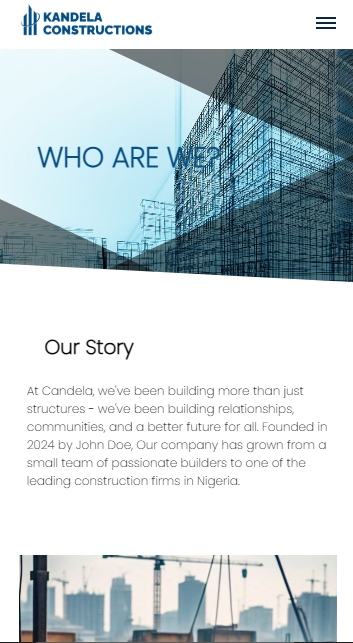 KANDELA
CONSTRUCTIONS
WHO ARE WE?
Our Story
At Candela, we've been building more than just
structures - we've been building relationships,
communities, and a better future for all. Founded in
2024 by John Doe, Our company has grown from a
small team of passionate builders to one of the
leading construction firms in Nigeria.